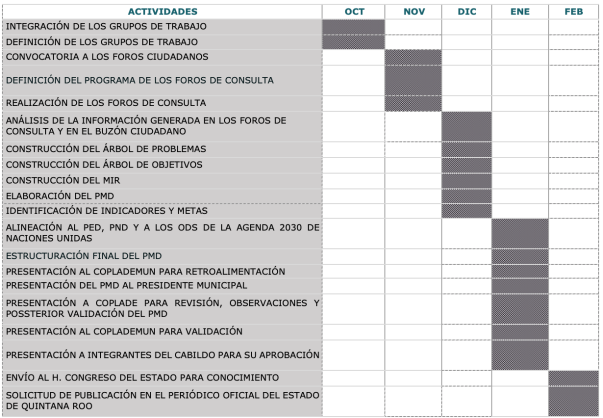 ACTIVIDADES OCT NOV DIC ENE FEB
INTEGRACIÓN DE LOS GRUPOS DE TRABAJO
DEFINICIÓN DE LOS GRUPOS DE TRABAJO
CONVOCATORIA A LOS FOROS CIUDADANOS
DEFINICIÓN DEL PROGRAMA DE LOS FOROS DE CONSULTA
REALIZACIÓN DE LOS FOROS DE CONSULTA
ANÁLISIS DE LA INFORMACIÓN GENERADA EN LOS FOROS DE
CONSULTA Y EN EL BUZÓN CIUDADANO
CONSTRUCCIÓN DEL ÁRBOL DE PROBLEMAS
CONSTRUCCIÓN DEL ÁRBOL DE OBJETIVOS
CONSTRUCCIÓN DEL MIR
ELABORACIÓN DEL PMD
IDENTIFICACIÓN DE INDICADORES Y METAS
ALINEACIÓN AL PED, PND Y A LOS ODS DE LA AGENDA 2030 DE
NACIONES UNIDAS
ESTRUCTURACIÓN FINAL DEL PMD
PRESENTACIÓN AL COPLADEMUN PARA RETROALIMENTACIÓN
PRESENTACIÓN DEL PMD AL PRESIDENTE MUNICIPAL
PRESENTACIÓN A COPLADE PARA REVISIÓN, OBSERVACIONES Y
POSSTERIOR VALIDACIÓN DEL PMD
PRESENTACIÓN AL COPLADEMUN PARA VALIDACIÓN
PRESENTACIÓN A INTEGRANTES DEL CABILDO PARA SU APROBACIÓN
ENVÍO AL H. CONGRESO DEL ESTADO PARA CONOCIMIENTO
SOLICITUD DE PUBLICACIÓN EN EL PERIÓDICO OFICIAL DEL ESTADO
DE QUINTANA ROO